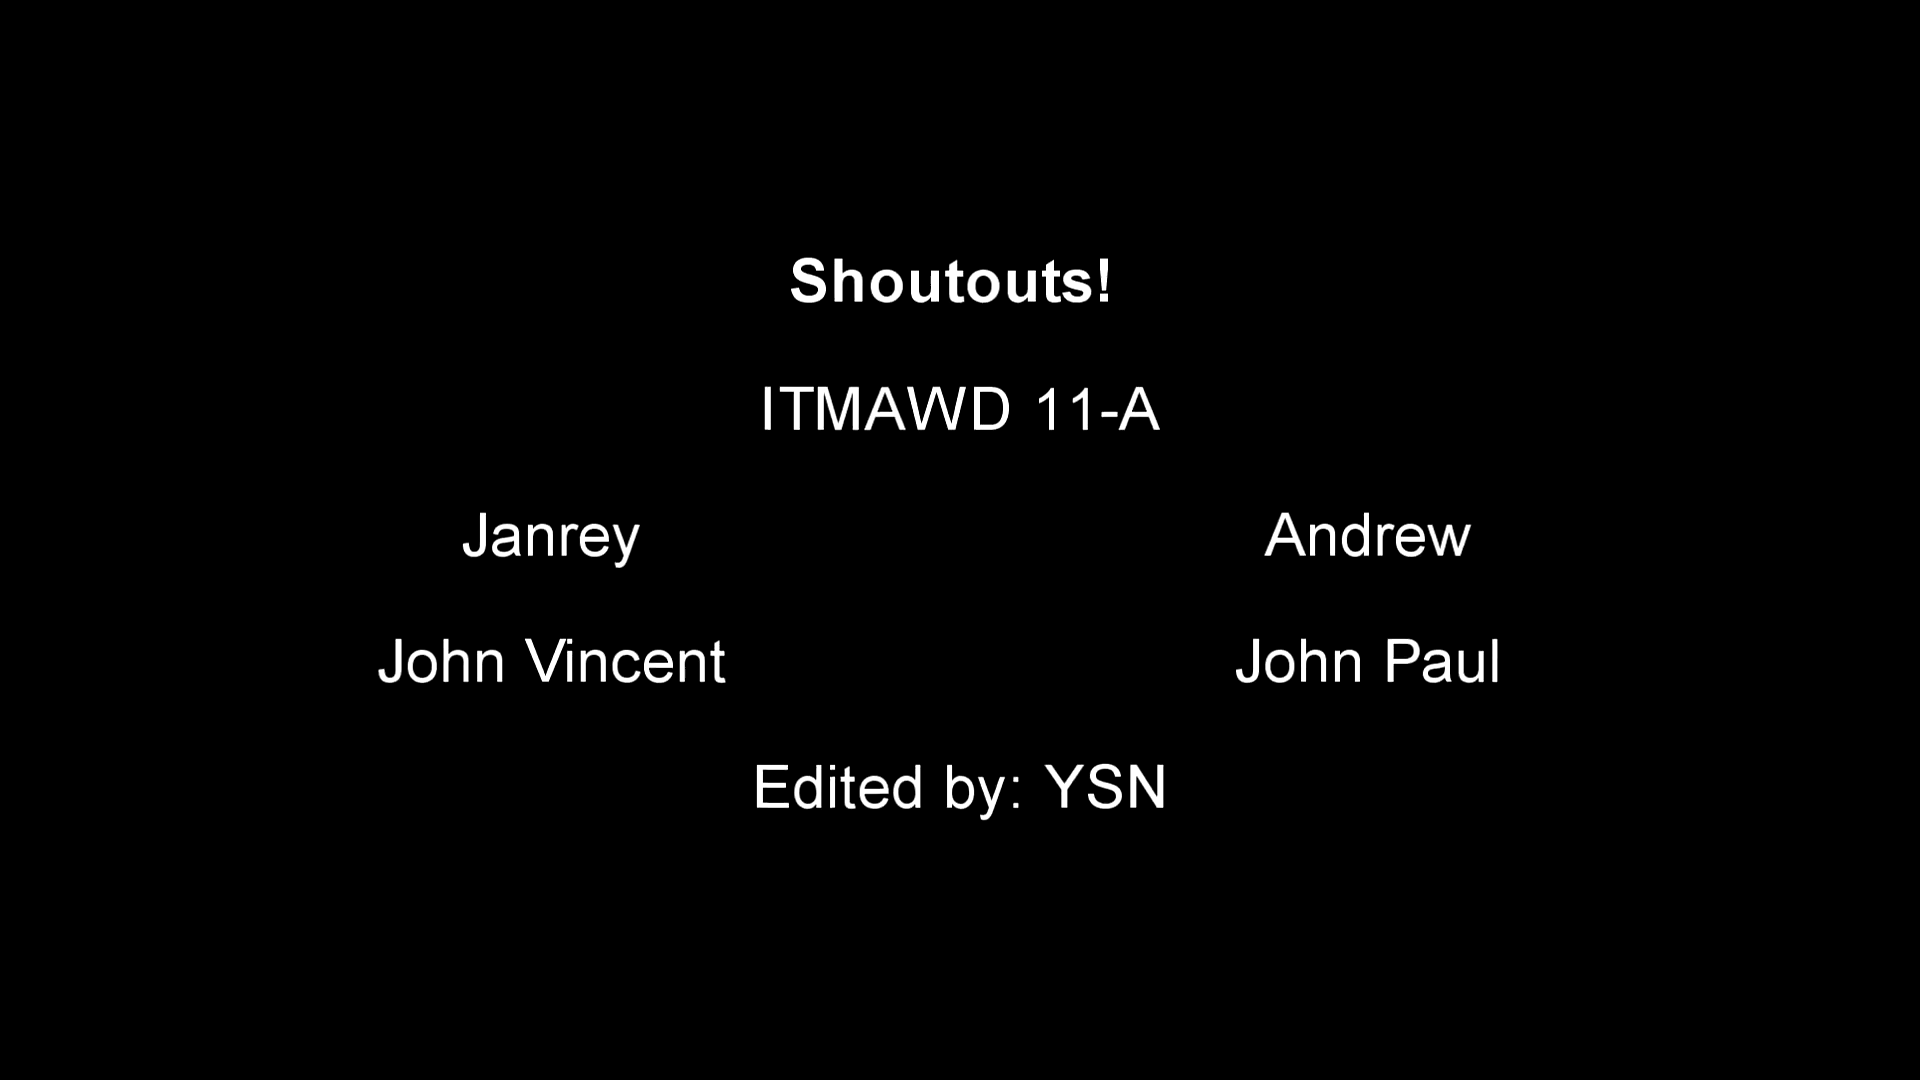 Shoutouts!
ITMAWD 11-A
Janrey Andrew
John Vincent John Paul
Edited by: YSN